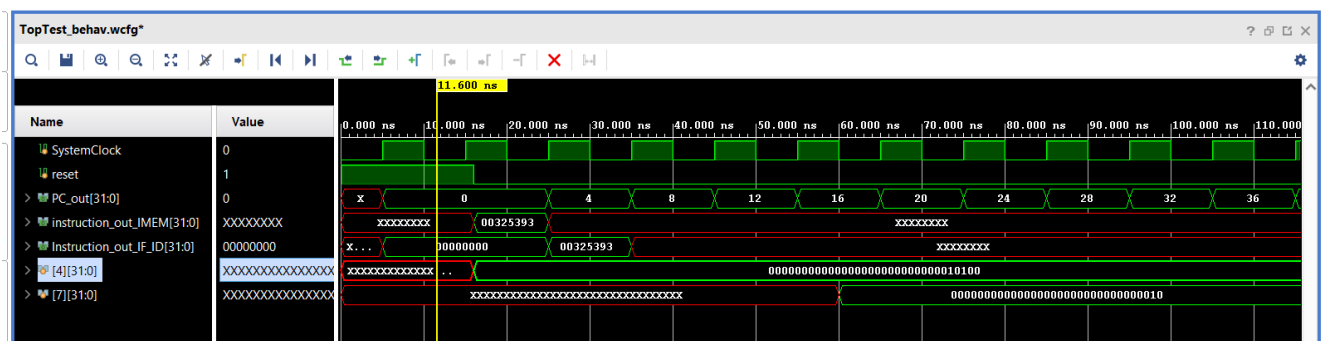 TopTest_behav.wcfg*
11.600 ns
Name Value
0.000 ns 10.000 ns 20.000 ns 30.000 ns 40.000 ns 50.000 ns 60.000 ns 70.000 ns 80.000 ns 90.000 ns 100.000 ns 110.000
SystemClock 0
reset 1
PC_out[31:0] 0 X 0 4 8 12 16 20 24 28 32 36
instruction_out_IMEM[31:0] XXXXXXXX XXXXXXXX 00325393 XXXXXXXX
Instruction_out_IF_ID[31:0] 00000000 X... 00000000 00325393 XXXXXXXX
[4][31:0] XXXXXXXXXXXXXXX XXXXXXXXXXXXX .. 00000000000000000000000000010100
[7][31:0] XXXXXXXXXXXXXXX XXXXXXXXXXXXXXXXXXXXXXXXXXXXXXXX 00000000000000000000000000000010